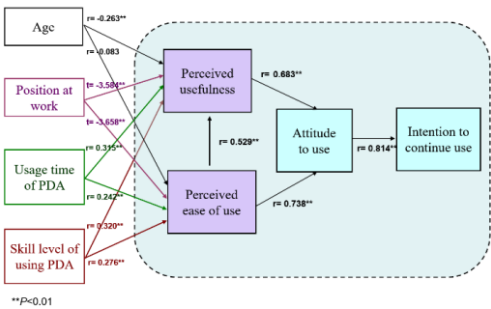 Age
r= -0.263**
r= -0.083
Position at
work
t= -3.584**
t= -3.658**
Usage time
of PDA
r= 0.315**
r= 0.242**
Skill level of
using PDA
r= 0.320**
r= 0.276**
Perceived
usefulness
r= 0.683**
r= 0.529**
Perceived
ease of use
r= 0.738**
Attitude
to use
r= 0.814**
Intention to
continue use
**P<0.01